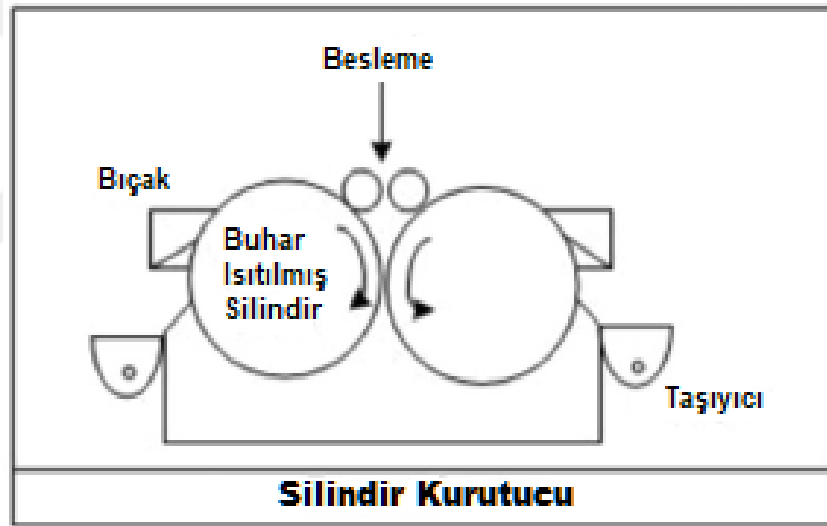 Besleme
Bıçak
Buhar
Isıtılmış
Silindir
Taşıyıcı
Silindir Kurutucu